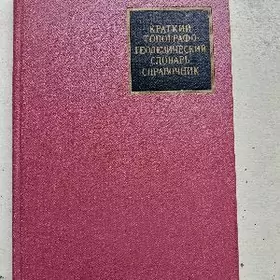 КРАТКИЙ
ТОПОГРАФО-
ГЕОДЕЗИЧЕСКИЙ
СЛОВАРЬ
СПРАВОЧНИК